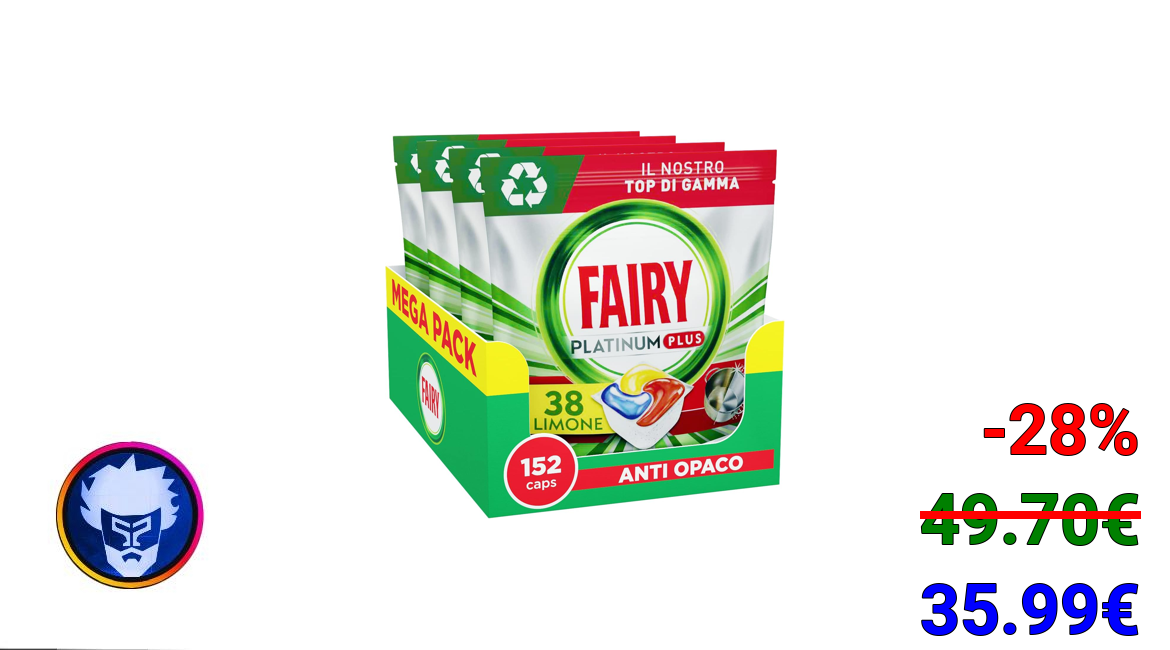 IL NOSTRO
TOP DI GAMMA
FAIRY
PLATINUM PLUS
MEGA PACK
FAIRY
38
LIMONE
152
caps
ANTI OPACO
-28%
49.70€
35.99€